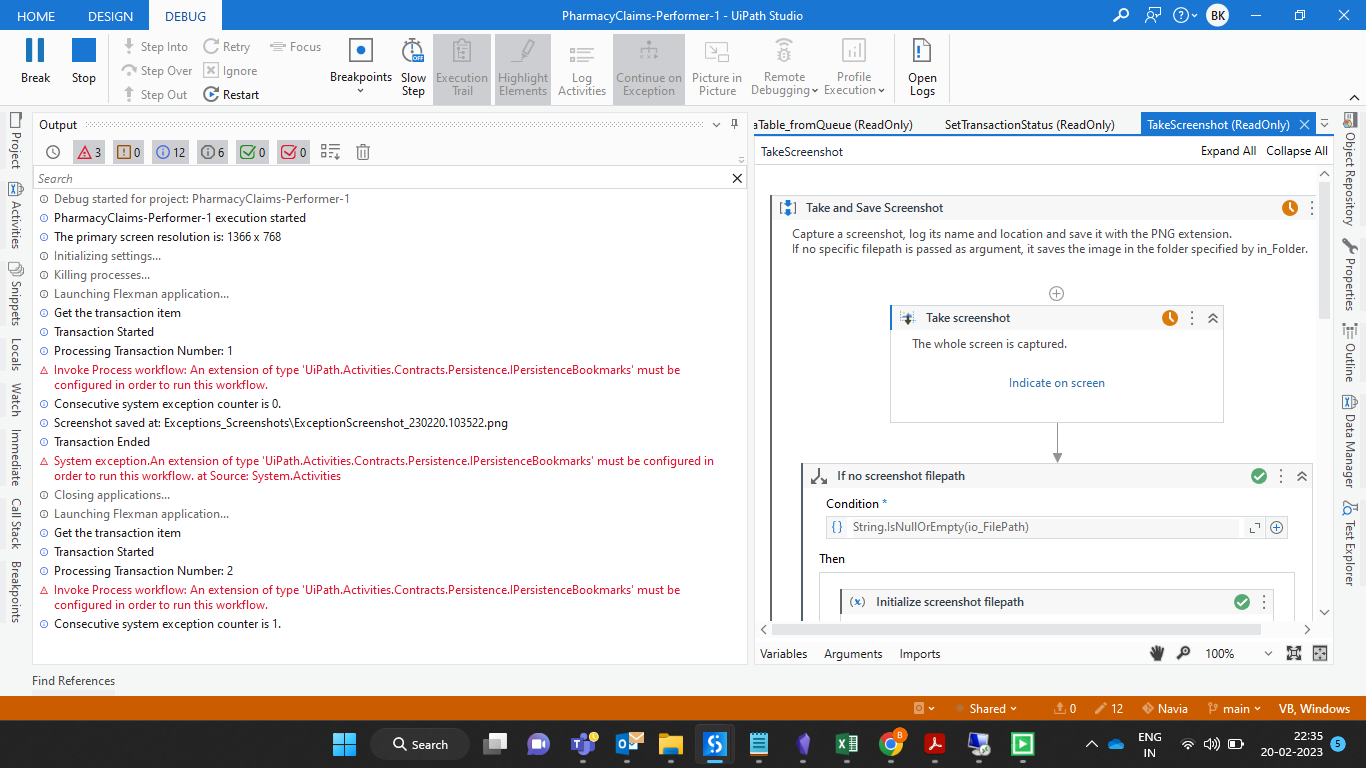 HOME DESIGN DEBUG PharmacyClaims-Performer-1 - UiPath Studio BK
Break
Stop
Step Into
Step Over
Step Out
Retry
Ignore
Restart
Focus
Breakpoints
Slow
Step
Execution
Trail
Highlight
Elements
Log
Activities
Continue on
Exception
Picture in
Picture
Remote
Debugging
Profile
Execution
Open
Logs
Project
Activities
Snippets
Locals
Watch
Immediate
Call Stack
Breakpoints
Output
3 0 12 6 0 0
Search
Debug started for project: PharmacyClaims-Performer-1
PharmacyClaims-Performer-1 execution started
The primary screen resolution is: 1366 x 768
Initializing settings...
Killing processes...
Launching Flexman application...
Get the transaction item
Transaction Started
Processing Transaction Number: 1
Invoke Process workflow: An extension of type 'UiPath.Activities.Contracts.Persistence.IPersistenceBookmarks' must be
configured in order to run this workflow.
Consecutive system exception counter is 0.
Screenshot saved at: Exceptions_Screenshots\ExceptionScreenshot_230220.103522.png
Transaction Ended
System exception.An extension of type 'UiPath.Activities.Contracts.Persistence.IPersistenceBookmarks' must be configured in
order to run this workflow. at Source: System.Activities
Closing applications...
Launching Flexman application...
Get the transaction item
Transaction Started
Processing Transaction Number: 2
Invoke Process workflow: An extension of type 'UiPath.Activities.Contracts.Persistence.IPersistenceBookmarks' must be
configured in order to run this workflow.
Consecutive system exception counter is 1.
aTable_fromQueue (ReadOnly) SetTransactionStatus (ReadOnly) TakeScreenshot (ReadOnly)
TakeScreenshot Expand All Collapse All
Take and Save Screenshot
Capture a screenshot, log its name and location and save it with the PNG extension.
If no specific filepath is passed as argument, it saves the image in the folder specified by in_Folder.
Take screenshot
The whole screen is captured.
Indicate on screen
If no screenshot filepath
Condition *
String.IsNullOrEmpty(io_FilePath)
Then
Initialize screenshot filepath
Variables Arguments Imports 100%
Object Repository
Properties
Outline
Data Manager
Test Explorer
Find References
Shared 0 12 Navia main VB, Windows
Search
ENG
IN
22:35
20-02-2023
5